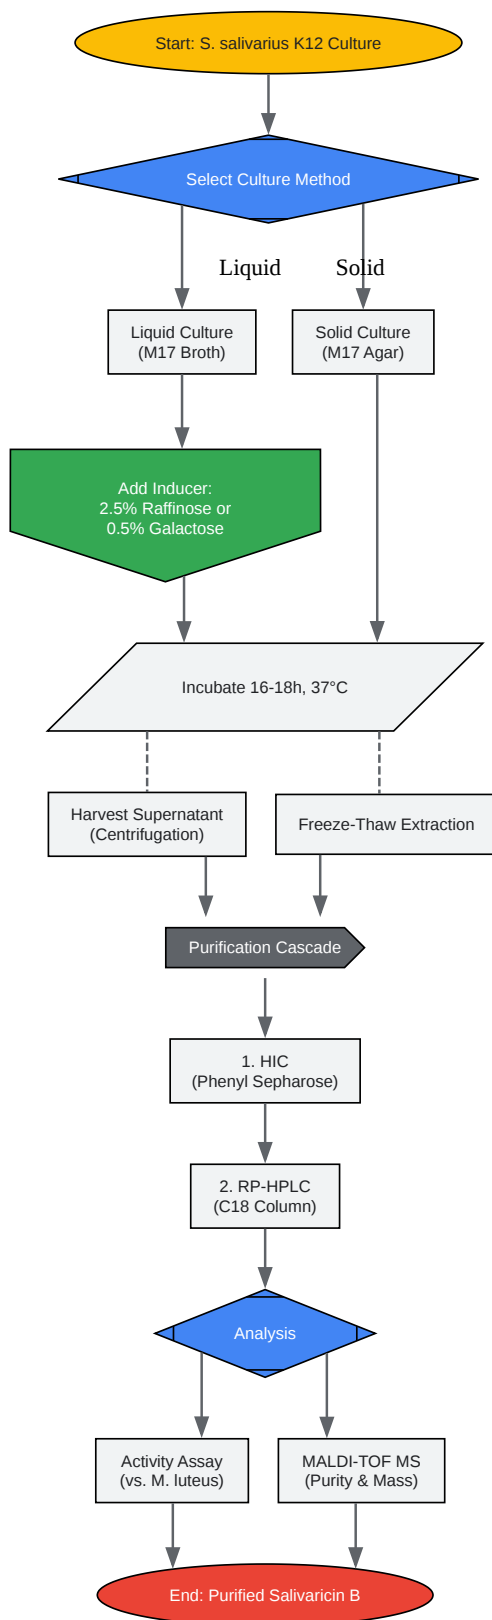 Start: S. salivarius K12 Culture
Select Culture Method
Liquid
Solid
Liquid Culture
(M17 Broth)
Solid Culture
(M17 Agar)
Add Inducer:
2.5% Raffinose or
0.5% Galactose
Incubate 16-18h, 37°C
Harvest Supernatant
(Centrifugation)
Freeze-Thaw Extraction
Purification Cascade
1. HIC
(Phenyl Sepharose)
2. RP-HPLC
(C18 Column)
Analysis
Activity Assay
(vs. M. luteus)
MALDI-TOF MS
(Purity & Mass)
End: Purified Salivaricin B